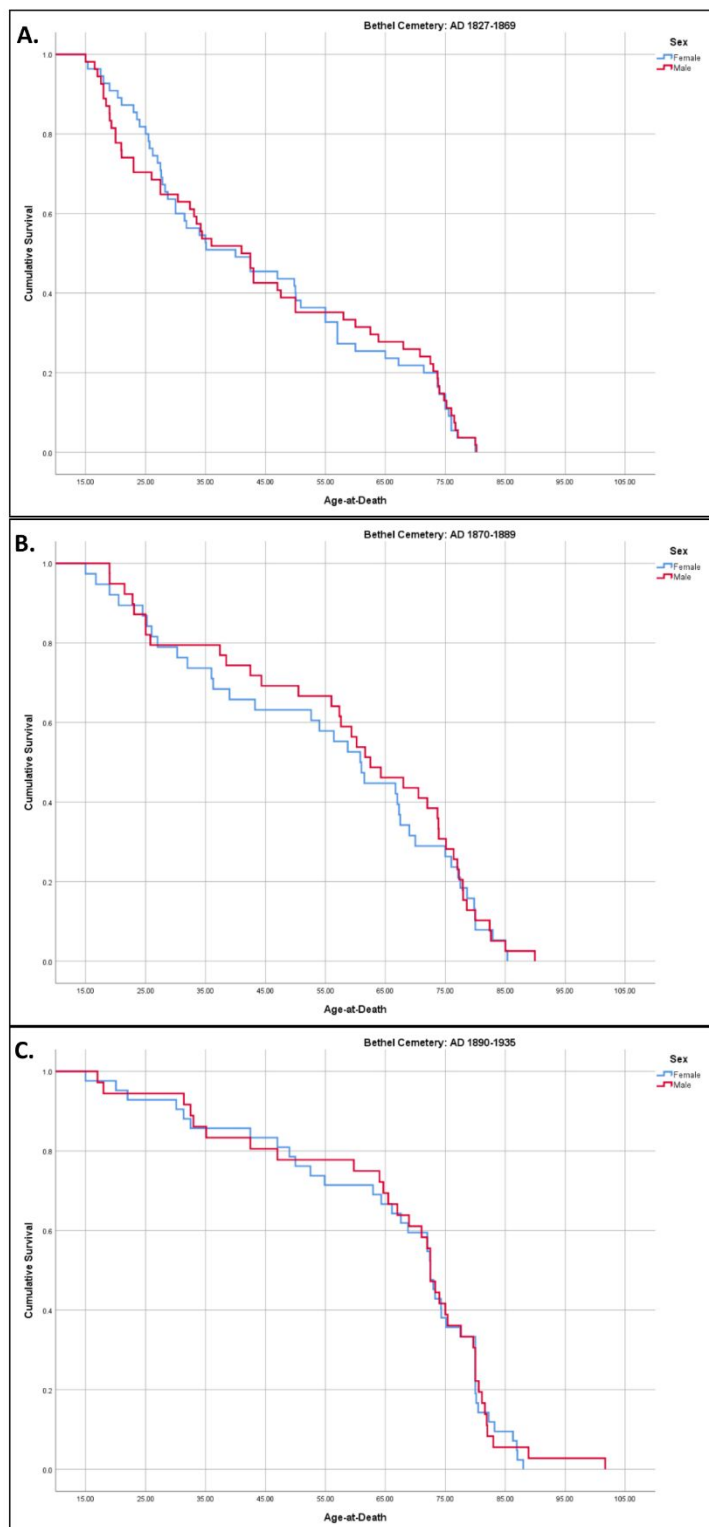 A.
Bethel Cemetery: AD 1827-1869
Sex
Female
Male
Cumulative Survival
1.0
0.8
0.6
0.4
0.2
0.0
15.00 25.00 35.00 45.00 55.00 65.00 75.00 85.00 95.00 105.00
Age-at-Death
B.
Bethel Cemetery: AD 1870-1889
Sex
Female
Male
Cumulative Survival
1.0
0.8
0.6
0.4
0.2
0.0
15.00 25.00 35.00 45.00 55.00 65.00 75.00 85.00 95.00 105.00
Age-at-Death
C.
Bethel Cemetery: AD 1890-1935
Sex
Female
Male
Cumulative Survival
1.0
0.8
0.6
0.4
0.2
0.0
15.00 25.00 35.00 45.00 55.00 65.00 75.00 85.00 95.00 105.00
Age-at-Death